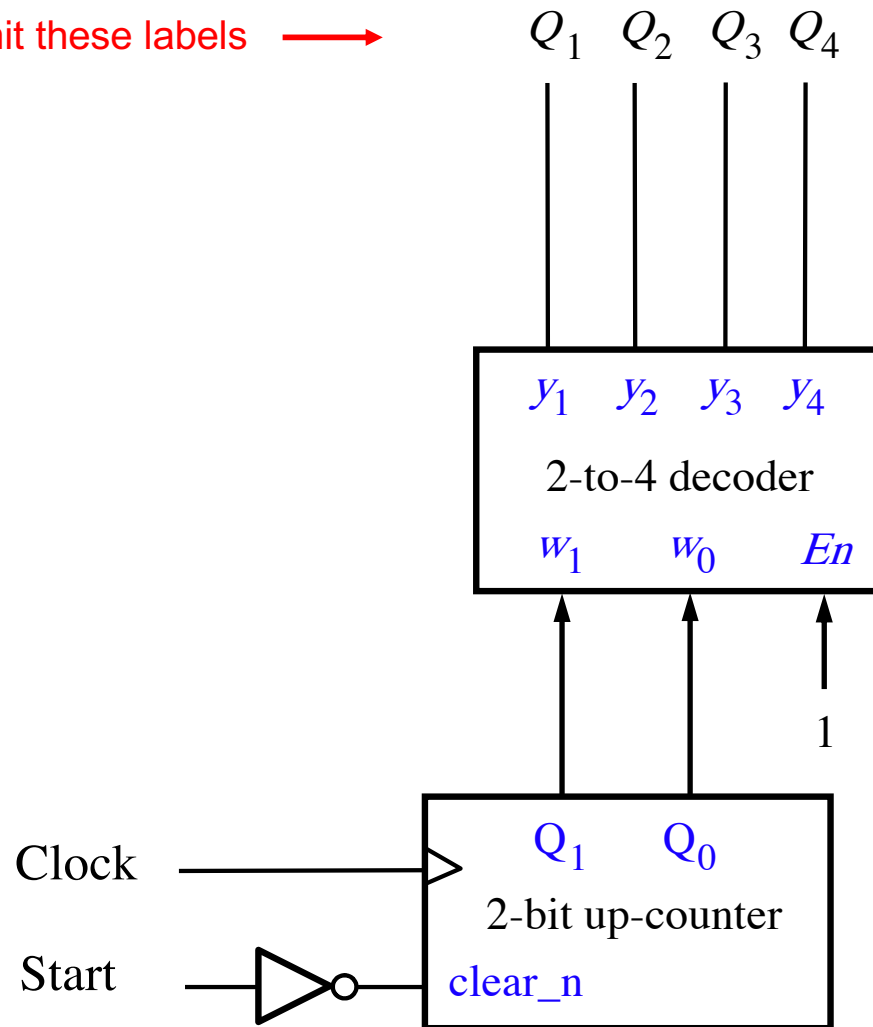 these labels
Q1 Q2 Q3 Q4
y1 y2 y3 y4
2-to-4 decoder
w1 w0 En
1
Q1 Q0
Clock
2-bit up-counter
Start
clear_n